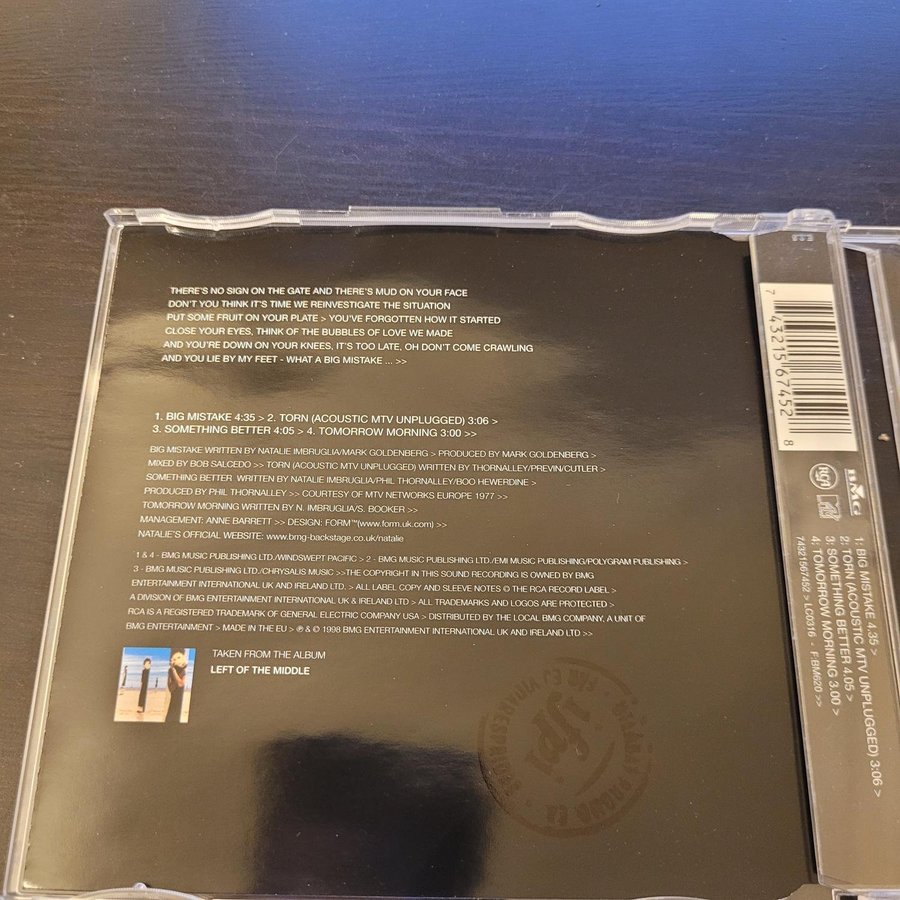 THERE'S NO SIGN ON THE GATE AND THERE'S MUD ON YOUR FACE
DON'T YOU THINK IT'S TIME WE REINVESTIGATE THE SITUATION
PUT SOME FRUIT ON YOUR PLATE > YOU'VE FORGOTTEN HOW IT STARTED
CLOSE YOUR EYES, THINK OF THE BUBBLES OF LOVE WE MADE
AND YOU'RE DOWN ON YOUR KNEES, IT'S TOO LATE, OH DON'T COME CRAWLING
AND YOU LIE BY MY FEET - WHAT A BIG MISTAKE ... >>
1. BIG MISTAKE 4:35 > 2. TORN (ACOUSTIC MTV UNPLUGGED) 3:06 >
3. SOMETHING BETTER 4:05 > 4. TOMORROW MORNING 3:00 >>
BIG MISTAKE WRITTEN BY NATALIE IMBRUGLIA/MARK GOLDENBERG > PRODUCED BY MARK GOLDENBERG >
MIXED BY BOB SALCEDO >> TORN (ACOUSTIC MTV UNPLUGGED) WRITTEN BY THORNALLEY/PREVIN/CUTLER >
SOMETHING BETTER WRITTEN BY NATALIE IMBRUGLIA/PHIL THORNALLEY/BOO HEWERDINE >
PRODUCED BY PHIL THORNALLEY >> COURTESY OF MTV NETWORKS EUROPE 1977 >>
TOMORROW MORNING WRITTEN BY N. IMBRUGLIA/S. BOOKER >>
MANAGEMENT: ANNE BARRETT >> DESIGN: FORM™(www.form.uk.com) >>
NATALIE'S OFFICIAL WEBSITE: www.bmg-backstage.co.uk/natalie
1 & 4 - BMG MUSIC PUBLISHING LTD./WINDSWEPT PACIFIC > 2 - BMG MUSIC PUBLISHING LTD./EMI MUSIC PUBLISHING/POLYGRAM PUBLISHING >
3 - BMG MUSIC PUBLISHING LTD./CHRYSALIS MUSIC >>THE COPYRIGHT IN THIS SOUND RECORDING IS OWNED BY BMG
ENTERTAINMENT INTERNATIONAL UK AND IRELAND LTD. > ALL LABEL COPY AND SLEEVE NOTES © THE RCA RECORD LABEL >
A DIVISION OF BMG ENTERTAINMENT INTERNATIONAL UK & IRELAND LTD > ALL TRADEMARKS AND LOGOS ARE PROTECTED >
RCA IS A REGISTERED TRADEMARK OF GENERAL ELECTRIC COMPANY USA > DISTRIBUTED BY THE LOCAL BMG COMPANY, A UNIT OF
BMG ENTERTAINMENT > MADE IN THE EU > ℗ & © 1998 BMG ENTERTAINMENT INTERNATIONAL UK AND IRELAND LTD >>
TAKEN FROM THE ALBUM
LEFT OF THE MIDDLE
7 43215 67452 8
RCA
BMG
1: BIG MISTAKE 4.35 >
2: TORN (ACOUSTIC MTV UNPLUGGED) 3:06 >
3: SOMETHING BETTER 4.05 >
4: TOMORROW MORNING 3.00 >
74321567452 > LC0316 - F:BM620 >>